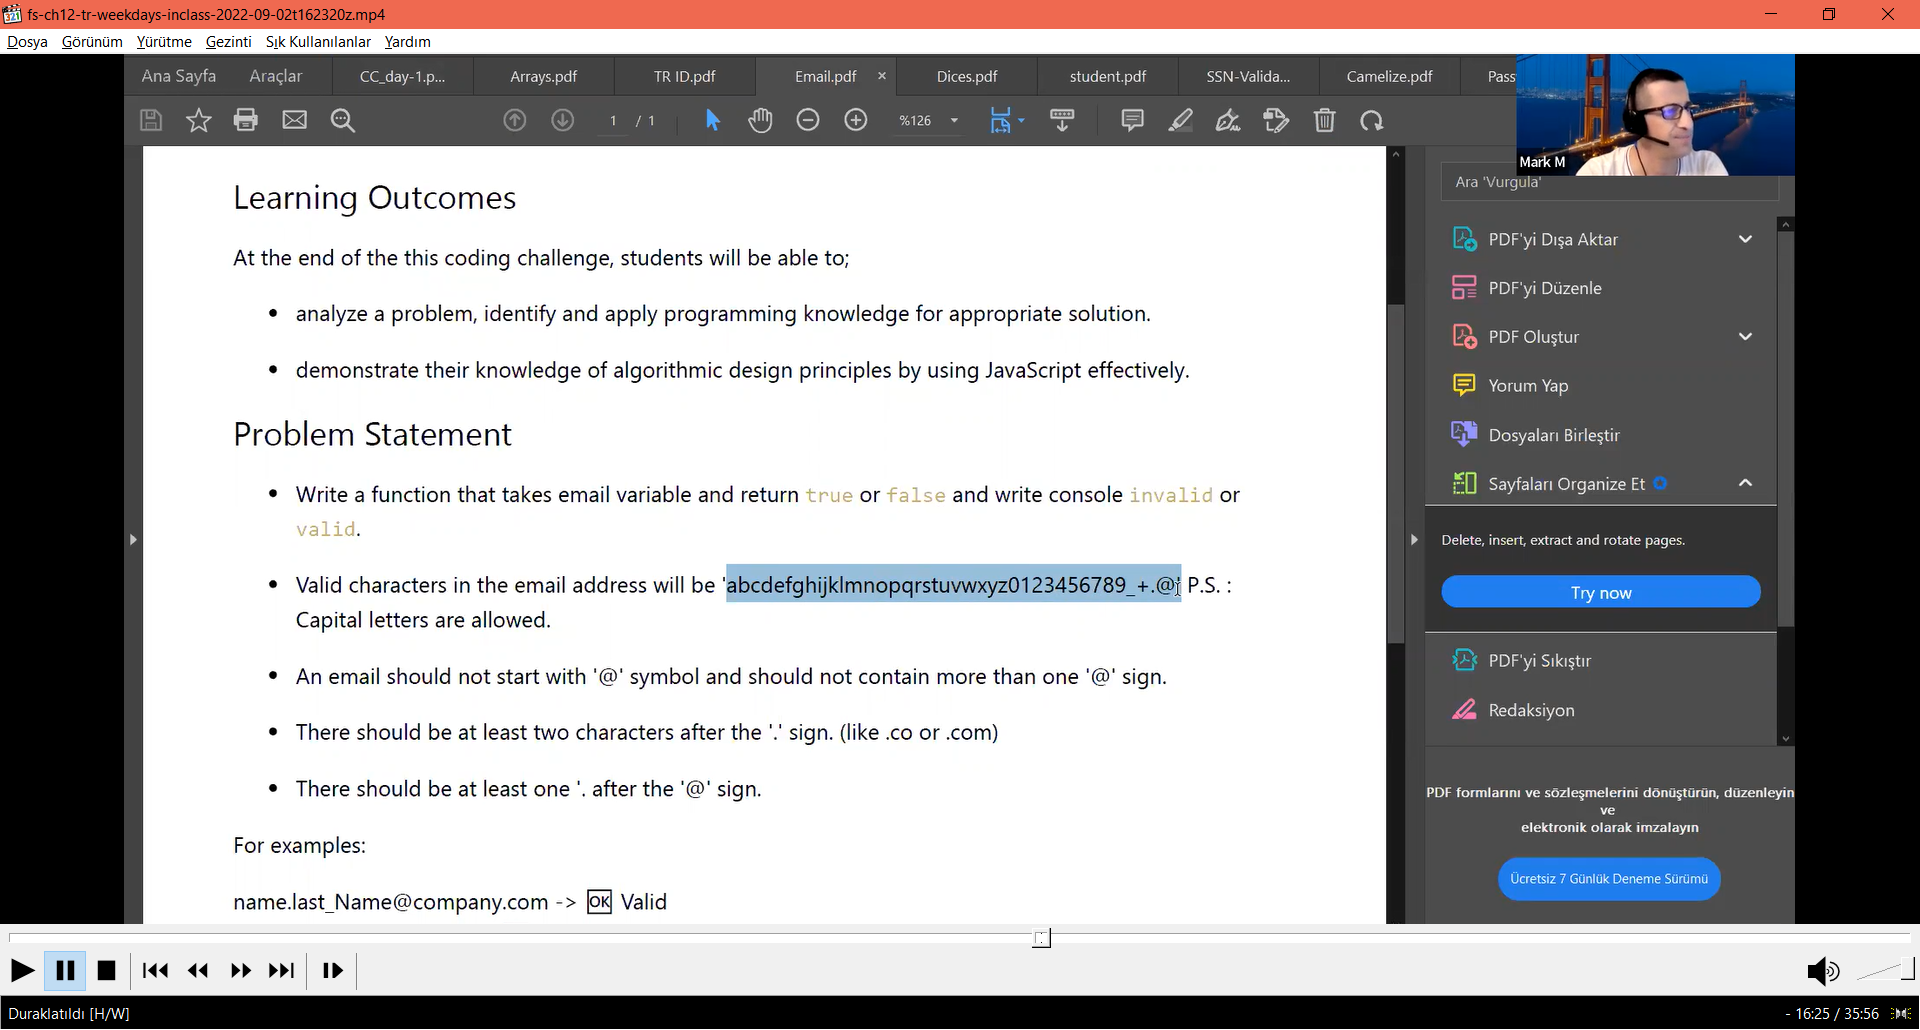 fs-ch12-tr-weekdays-inclass-2022-09-02t162320z.mp4
Dosya Görünüm Yürütme Gezinti Sık Kullanılanlar Yardım
Ana Sayfa Araçlar CC_day-1.p... Arrays.pdf TR ID.pdf Email.pdf × Dices.pdf student.pdf SSN-Valida... Camelize.pdf Pass
1 / 1 %126
Mark M
Ara 'Vurgula'
Learning Outcomes
At the end of the this coding challenge, students will be able to;
• analyze a problem, identify and apply programming knowledge for appropriate solution.
• demonstrate their knowledge of algorithmic design principles by using JavaScript effectively.
Problem Statement
• Write a function that takes email variable and return true or false and write console invalid or
valid.
• Valid characters in the email address will be 'abcdefghijklmnopqrstuvwxyz0123456789_+.@' P.S. :
Capital letters are allowed.
• An email should not start with '@' symbol and should not contain more than one '@' sign.
• There should be at least two characters after the '.' sign. (like .co or .com)
• There should be at least one '. after the '@' sign.
For examples:
name.last_Name@company.com -> OK Valid
PDF'yi Dışa Aktar
PDF'yi Düzenle
PDF Oluştur
Yorum Yap
Dosyaları Birleştir
Sayfaları Organize Et
Delete, insert, extract and rotate pages.
Try now
PDF'yi Sıkıştır
Redaksiyon
PDF formlarını ve sözleşmelerini dönüştürün, düzenleyin
ve
elektronik olarak imzalayın
Ücretsiz 7 Günlük Deneme Sürümü
Duraklatıldı [H/W]
- 16:25 / 35:56